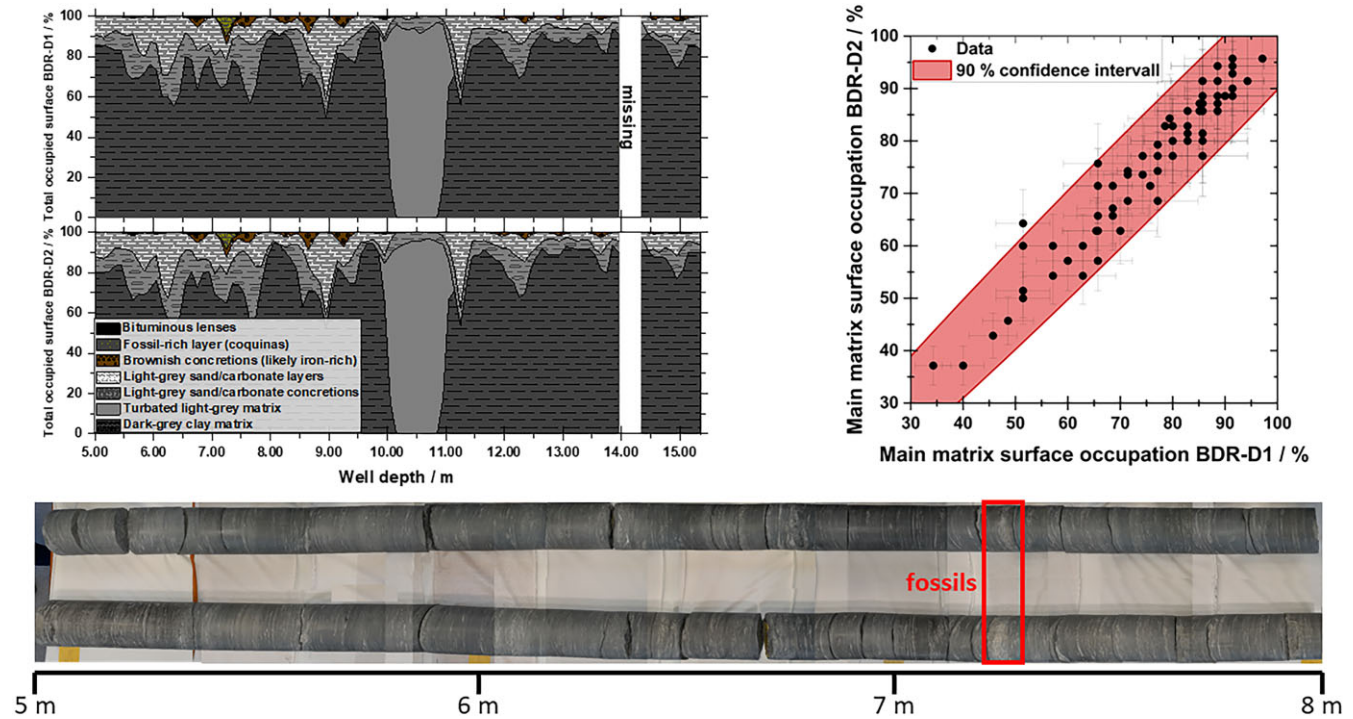 Total occupied surface BDR-D1 / %
100
80
60
40
20
0
missing
Total occupied surface BDR-D2 / %
100
80
60
40
20
0
Bituminous lenses
Fossil-rich layer (coquinas)
Brownish concretions (likely iron-rich)
Light-grey sand/carbonate layers
Light-grey sand/carbonate concretions
Turbated light-grey matrix
Dark-grey clay matrix
5.00 6.00 7.00 8.00 9.00 10.00 11.00 12.00 13.00 14.00 15.00
Well depth / m
Main matrix surface occupation BDR-D2 / %
100
90
80
70
60
50
40
30
Data
90 % confidence intervall
30 40 50 60 70 80 90 100
Main matrix surface occupation BDR-D1 / %
fossils
5 m 6 m 7 m 8 m